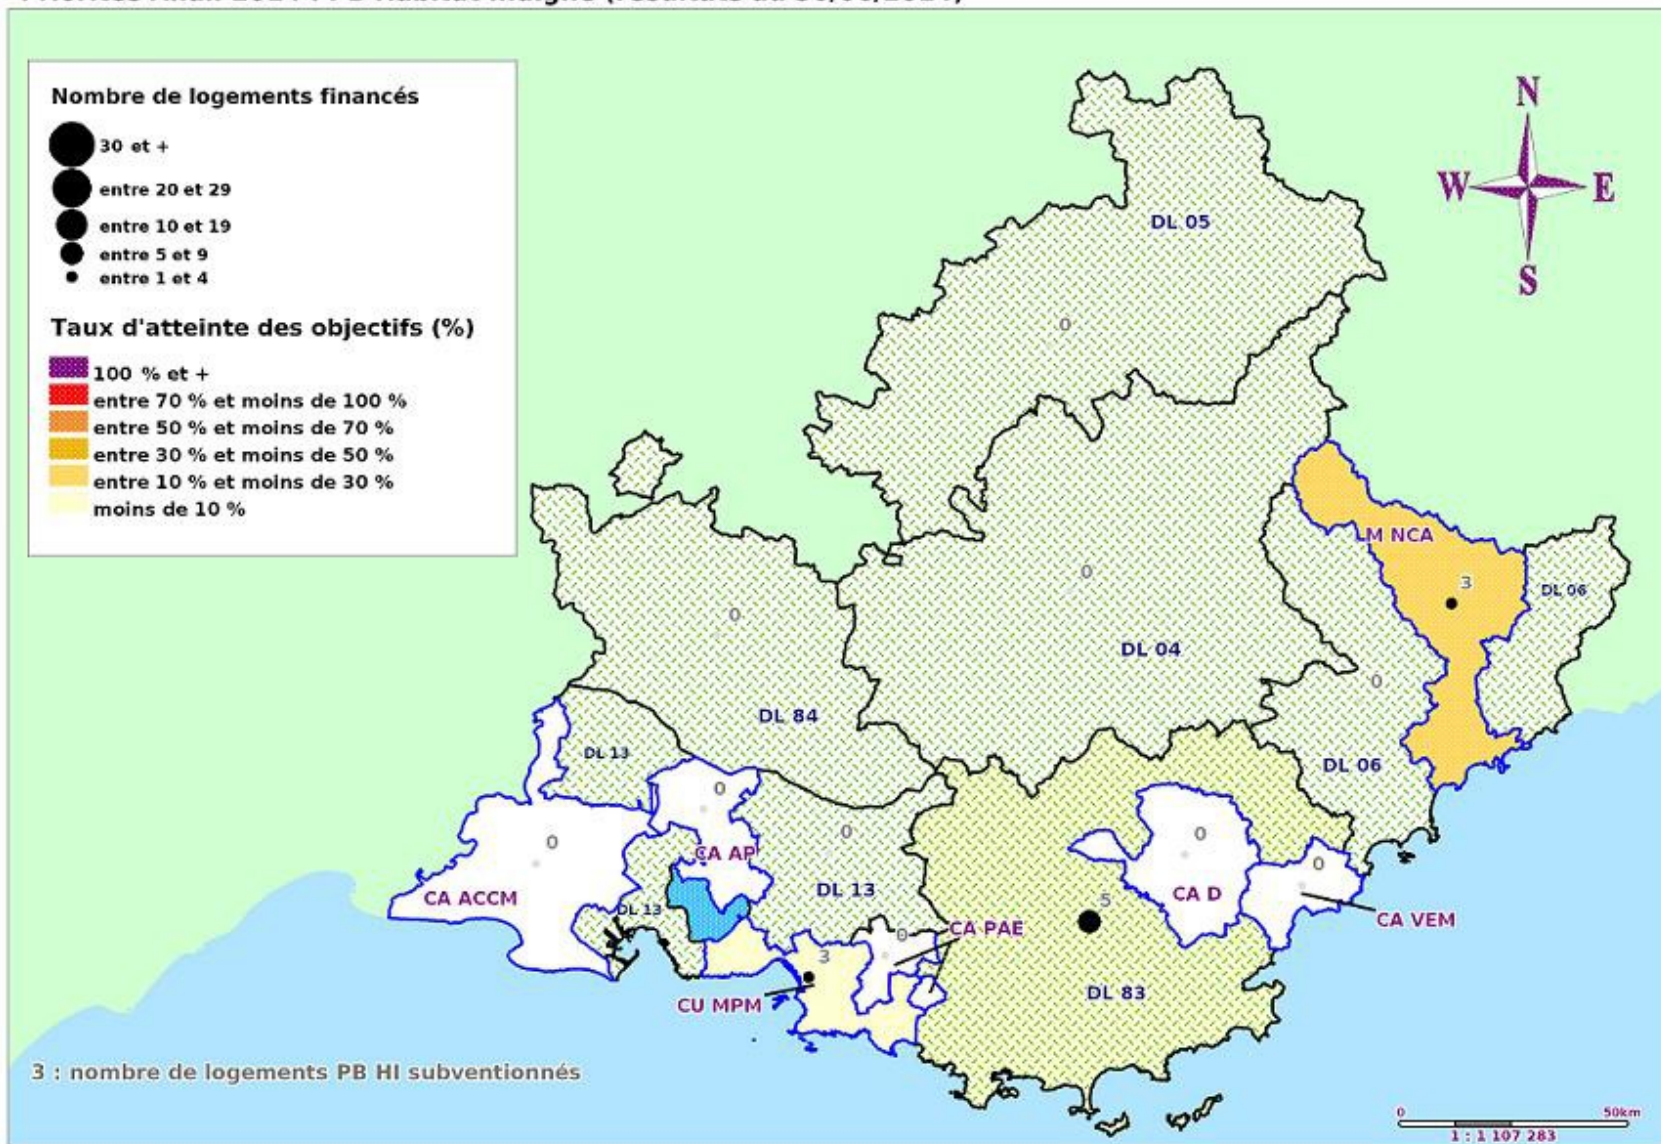 Nombre de logements financés
30 et +
entre 20 et 29
entre 10 et 19
entre 5 et 9
entre 1 et 4
Taux d'atteinte des objectifs (%)
100 % et +
entre 70 % et moins de 100 %
entre 50 % et moins de 70 %
entre 30 % et moins de 50 %
entre 10 % et moins de 30 %
moins de 10 %
N
W E
S
DL 05
0
M NCA
3
DL 06
0
0
DL 04
0
DL 84
DL 06
DL 13
0
0
0
0
0
CA AP
CA ACCM
DL 13
DL 13
CA D
CA VEM
5
CA PAE
0
3
CU MPM
DL 83
3 : nombre de logements PB HI subventionnés
0 50km
1 : 1 107 283